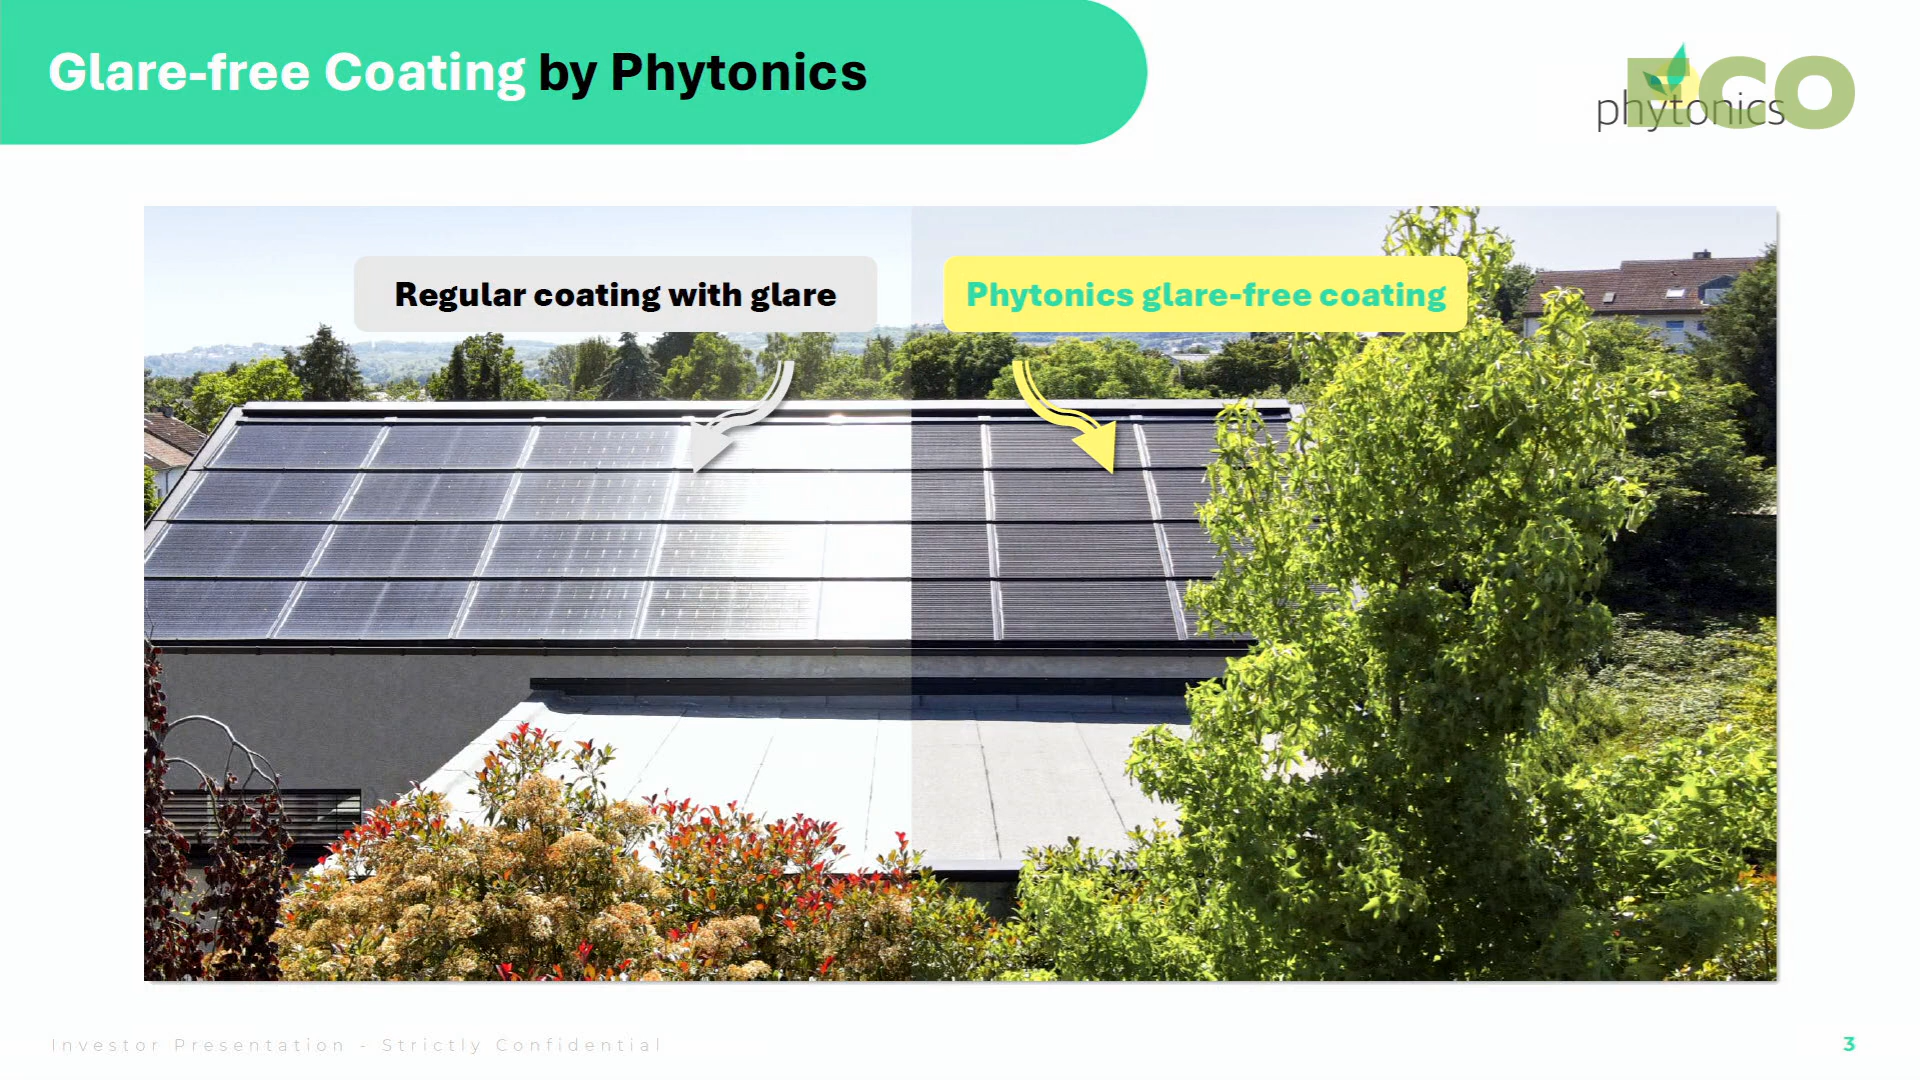 Glare-free Coating by Phytonics
phytonics
ECO
Regular coating with glare
Phytonics glare-free coating
Investor Presentation - Strictly Confidential
3